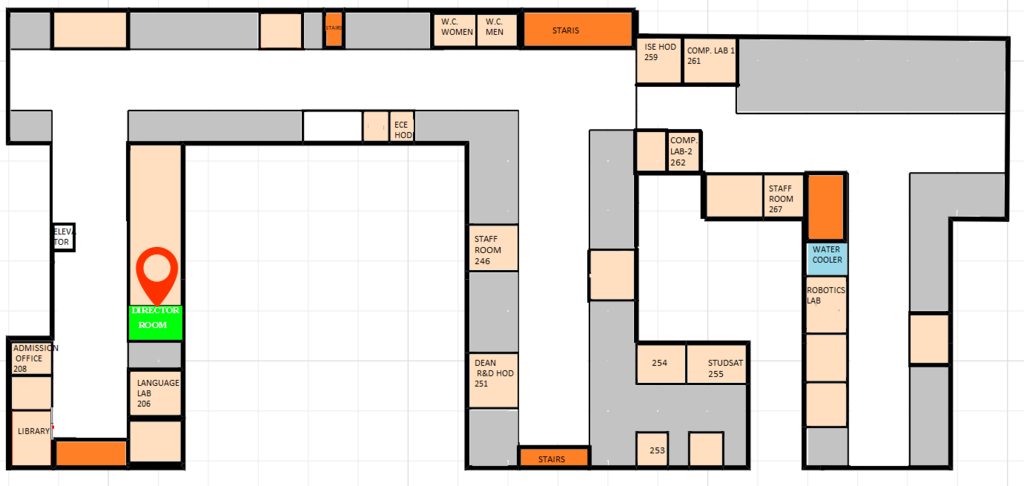 STAIRS
W.C.
WOMEN
W.C.
MEN
STARIS
ISE HOD
259
COMP. LAB 1
261
ECE
HOD
COMP.
LAB-2
262
STAFF
ROOM
267
ELEVA
TOR
STAFF
ROOM
246
WATER
COOLER
ROBOTICS
LAB
DIRECTOR
ROOM
ADMISSION
OFFICE
208
LANGUAGE
LAB
206
DEAN
R&D HOD
251
254
STUDSAT
255
LIBRARY
253
STAIRS